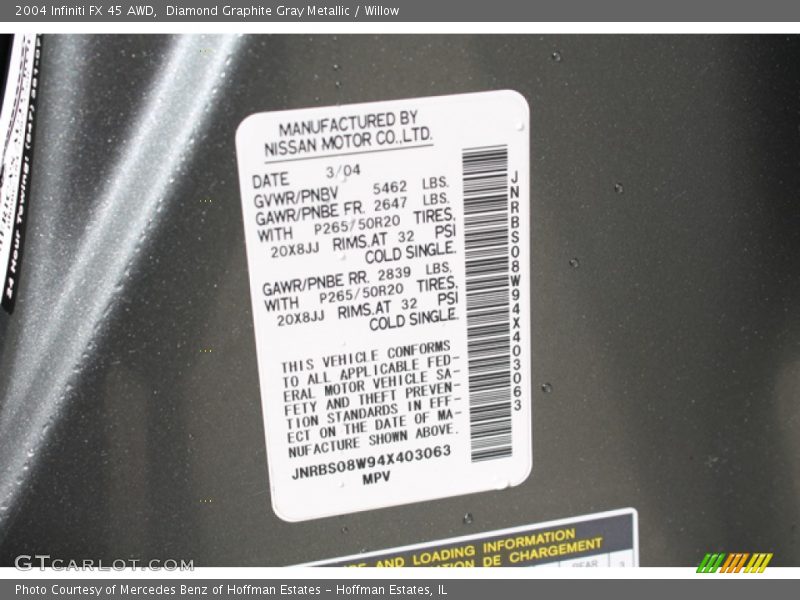 2004 Infiniti FX 45 AWD,  Diamond Graphite Gray Metallic / Willow
24 Hour Towing:
MANUFACTURED BY
NISSAN MOTOR CO.,LTD.
DATE 3/04
GVWR/PNBV 5462 LBS.
GAWR/PNBE FR. 2647 LBS.
WITH P265/50R20 TIRES,
20X8JJ RIMS.AT 32 PSI
COLD SINGLE.
GAWR/PNBE RR. 2839 LBS.
WITH P265/50R20 TIRES,
20X8JJ RIMS.AT 32 PSI
COLD SINGLE.
THIS VEHICLE CONFORMS
TO ALL APPLICABLE FED-
ERAL MOTOR VEHICLE SA-
FETY AND THEFT PREVEN-
TION STANDARDS IN EFF-
ECT ON THE DATE OF MA-
NUFACTURE SHOWN ABOVE.
JNRBS08W94X403063
MPV
JNRBS08W94X403063
AND LOADING INFORMATION
DE CHARGEMENT
REAR
GTCARLOT.COM
Photo Courtesy of Mercedes Benz of Hoffman Estates - Hoffman Estates, IL